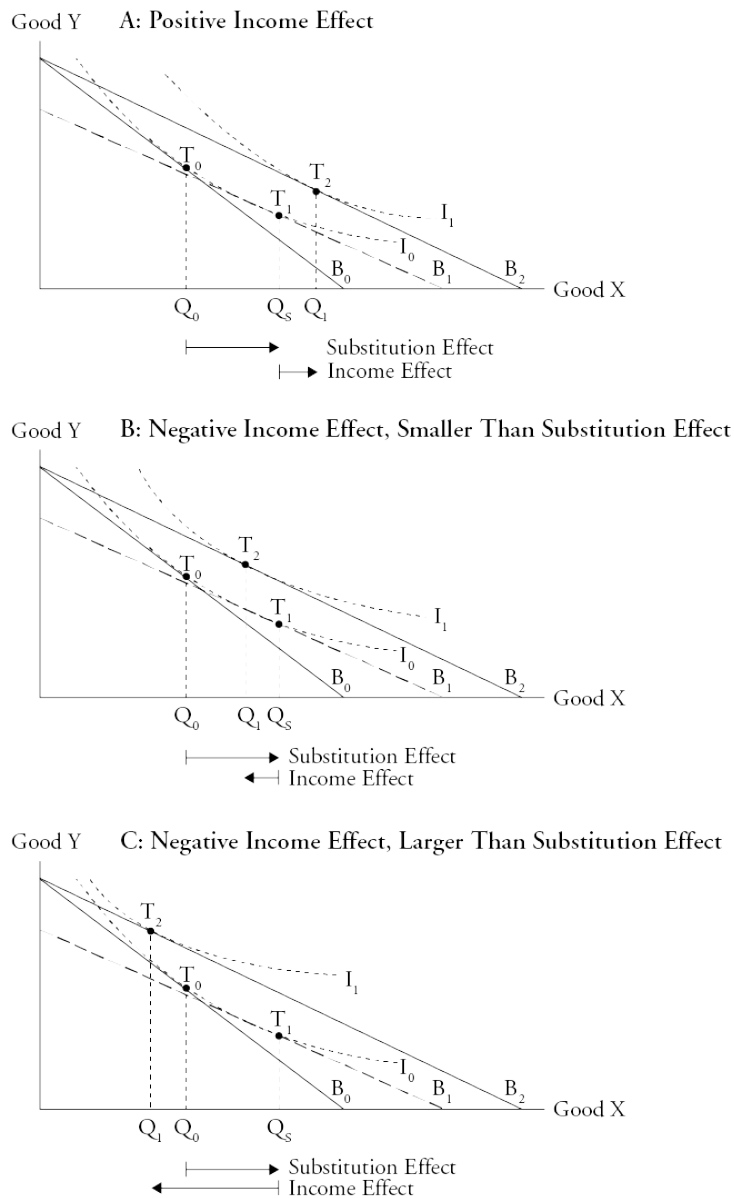 Good Y A: Positive Income Effect
T0
T2
T1
I1
I0
B0 B1 B2
Good X
Q0 QS Q1
Substitution Effect
Income Effect
Good Y B: Negative Income Effect, Smaller Than Substitution Effect
T2
T0
T1
I1
I0
B0 B1 B2
Good X
Q0 Q1 QS
Substitution Effect
Income Effect
Good Y C: Negative Income Effect, Larger Than Substitution Effect
T2
T0
I1
T1
I0
B0 B1 B2
Good X
Q1 Q0 QS
Substitution Effect
Income Effect